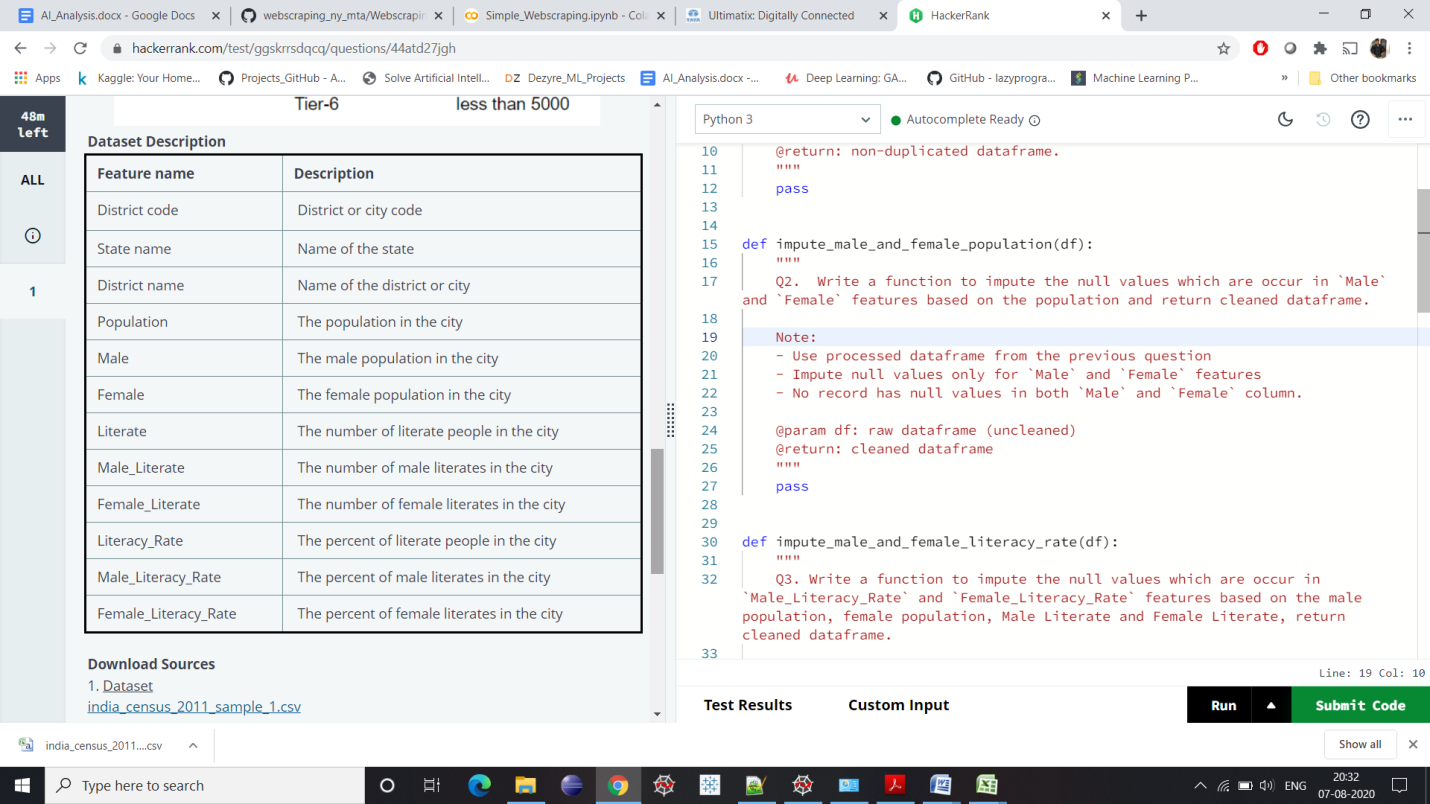 AI_Analysis.docx - Google Docs
webscraping_ny_mta/Webscrapin
Simple_Webscraping.ipynb - Cola
TATA
Ultimatix: Digitally Connected
HackerRank
hackerrank.com/test/ggskrrsdqcq/questions/44atd27jgh
Apps
Kaggle: Your Home...
Projects_GitHub - A...
Solve Artificial Intell...
DZ Dezyre_ML_Projects
AI_Analysis.docx -...
Deep Learning: GA...
GitHub - lazyprogra...
Machine Learning P...
»
Other bookmarks
48m
left
ALL
1
Tier-6 less than 5000
Dataset Description
Feature name Description
District code District or city code
State name Name of the state
District name Name of the district or city
Population The population in the city
Male The male population in the city
Female The female population in the city
Literate The number of literate people in the city
Male_Literate The number of male literates in the city
Female_Literate The number of female literates in the city
Literacy_Rate The percent of literate people in the city
Male_Literacy_Rate The percent of male literates in the city
Female_Literacy_Rate The percent of female literates in the city
Download Sources
1. Dataset
india_census_2011_sample_1.csv
Python 3
Autocomplete Ready
10 @return: non-duplicated dataframe.
11 """
12 pass
13
14
15 def impute_male_and_female_population(df):
16 """
17 Q2.  Write a function to impute the null values which are occur in `Male`
and `Female` features based on the population and return cleaned dataframe.
18
19 Note:
20 - Use processed dataframe from the previous question
21 - Impute null values only for `Male` and `Female` features
22 - No record has null values in both `Male` and `Female` column.
23
24 @param df: raw dataframe (uncleaned)
25 @return: cleaned dataframe
26 """
27 pass
28
29
30 def impute_male_and_female_literacy_rate(df):
31 """
32 Q3. Write a function to impute the null values which are occur in
`Male_Literacy_Rate` and `Female_Literacy_Rate` features based on the male
population, female population, Male Literate and Female Literate, return
cleaned dataframe.
33
Line: 19 Col: 10
Test Results
Custom Input
Run
Submit Code
india_census_2011....csv
Show all
Type here to search
ENG
20:32
07-08-2020